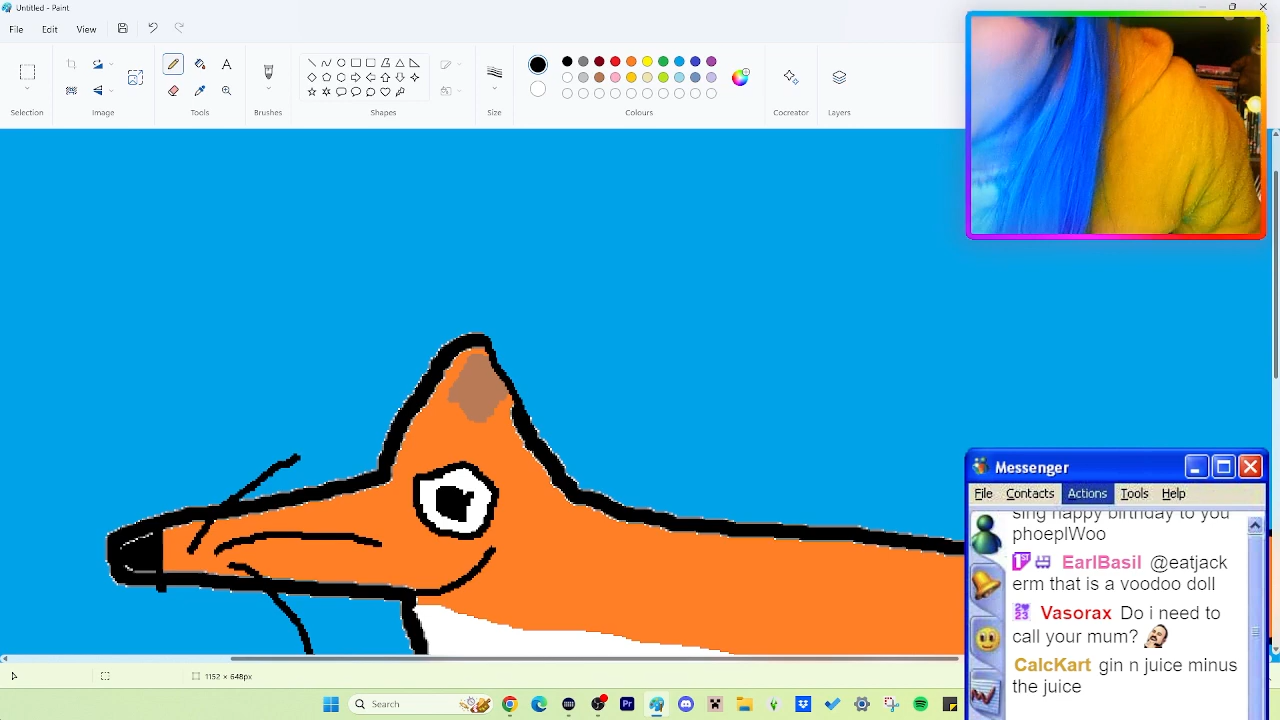 Untitled - Paint
File Edit View
Selection Image Tools Brushes Shapes Size Colours Cocreator Layers
Messenger
File Contacts Actions Tools Help
sing happy birthday to you
phoeplWoo
EarlBasil @eatjack
erm that is a voodoo doll
Vasorax Do i need to
call your mum?
CalcKart gin n juice minus
the juice
1152 × 648px
Search